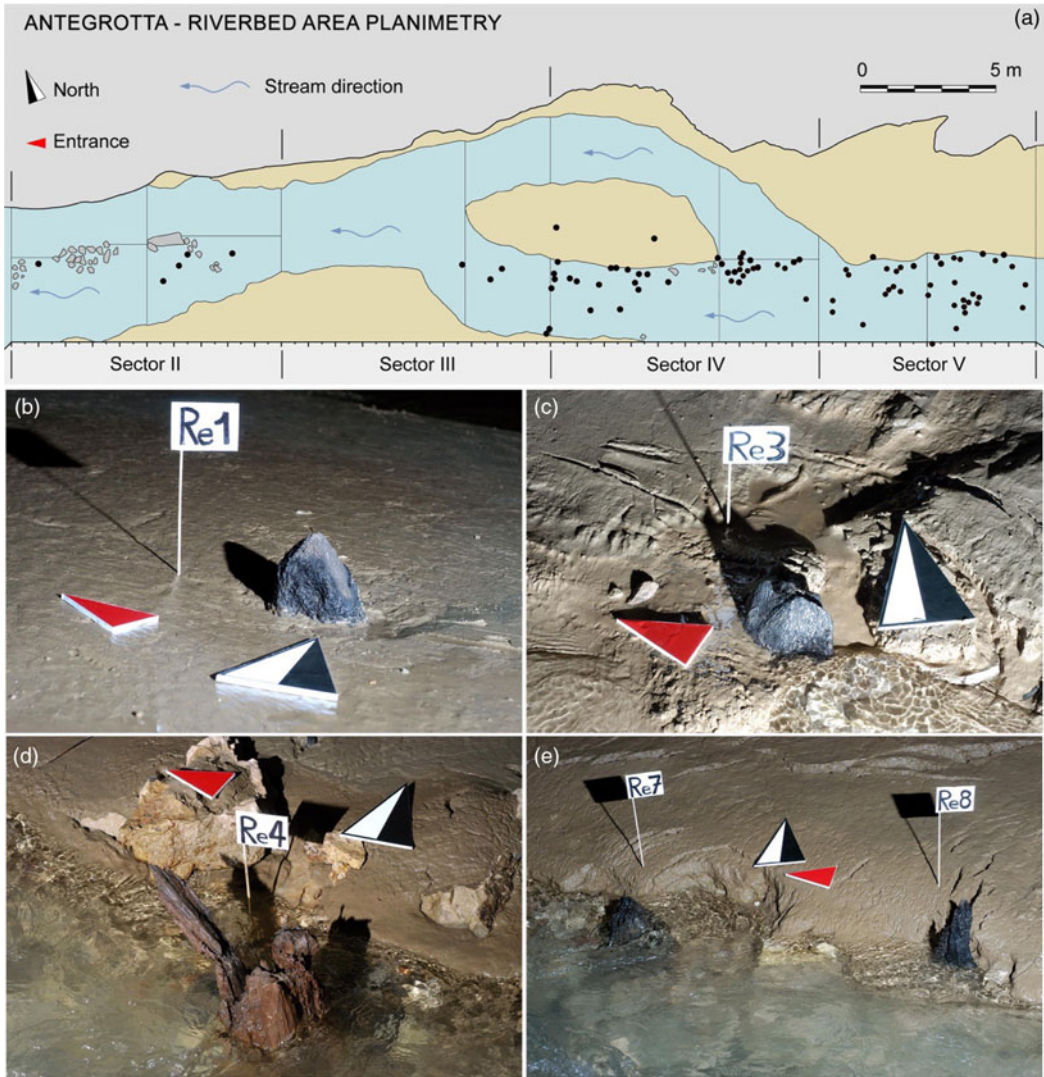 ANTEGROTTA - RIVERBED AREA PLANIMETRY
(a)
North
Stream direction
0 5 m
Entrance
Sector II Sector III Sector IV Sector V
(b)
Re1
(c)
Re3
(d)
Re4
(e)
Re7
Re8